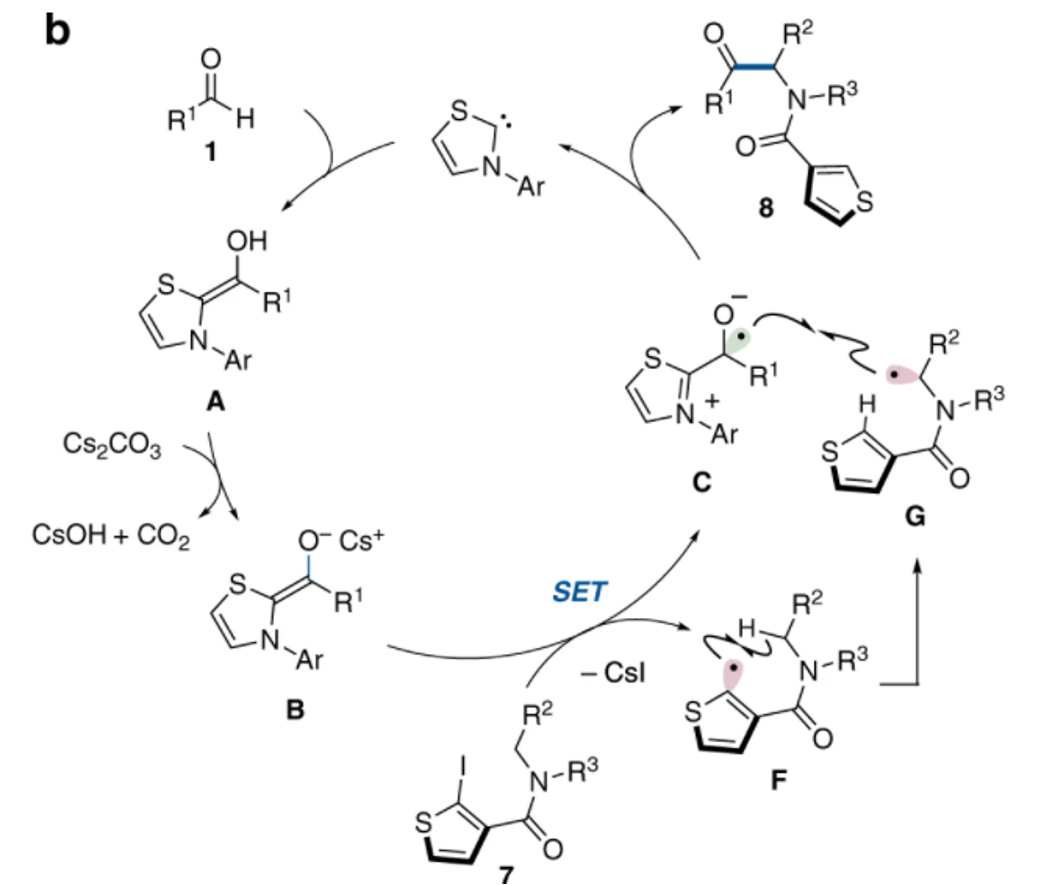 b
O
R1 H
1
S
N
Ar
O R2
R1 N R3
O
S
8
OH
S
R1
N
Ar
A
Cs2CO3
CsOH + CO2
O− Cs+
S
R1
N
Ar
B
O−
S
R1
N +
Ar
C
R2
H
N R3
S
O
G
SET
– CsI
R2
H
N R3
S
O
F
R2
I
N R3
S
O
7